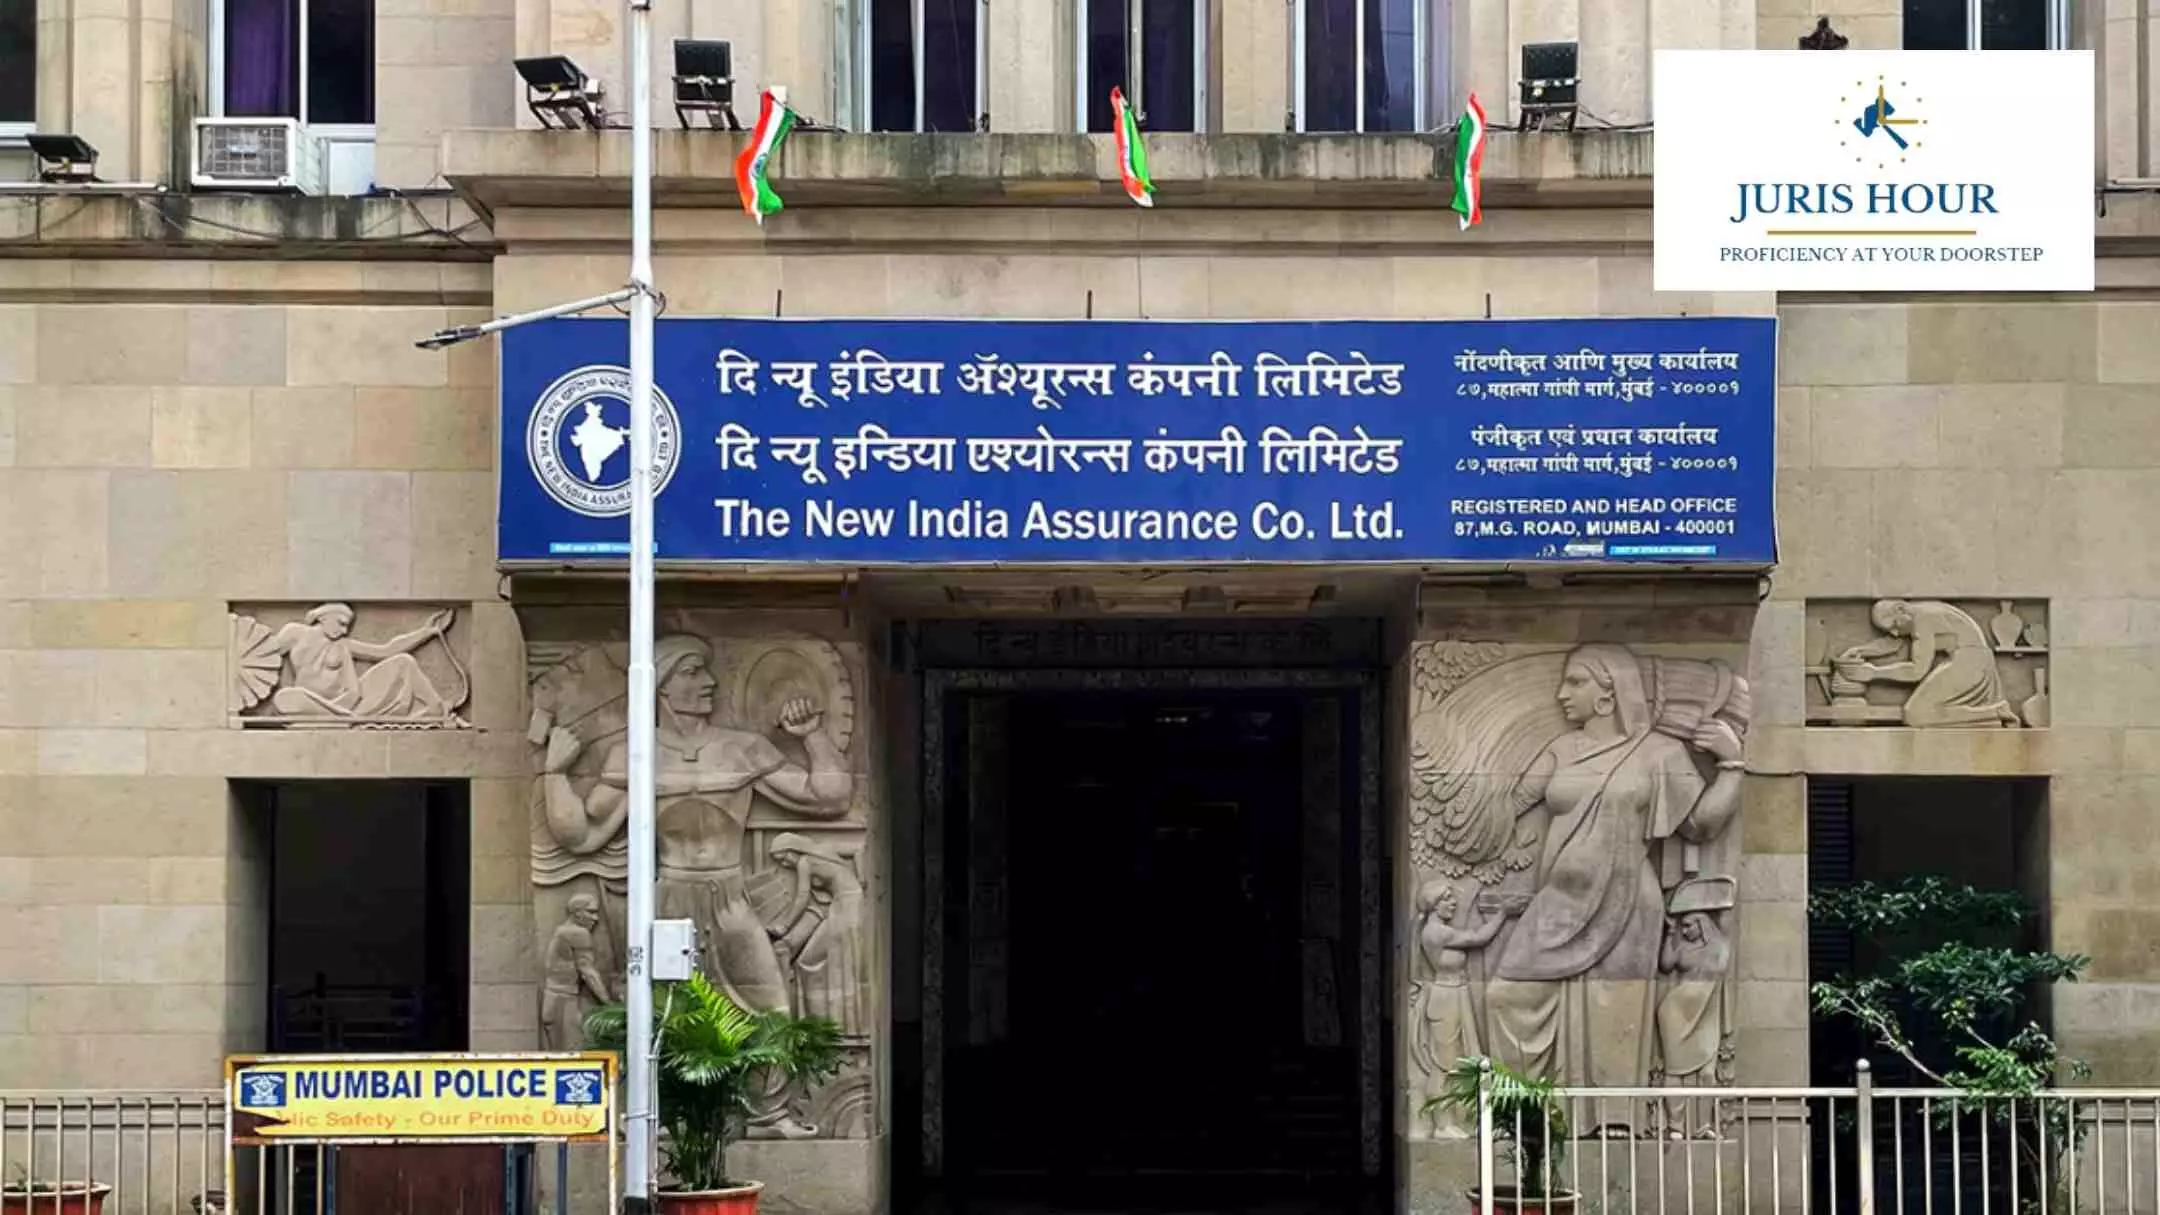 JURIS HOUR
PROFICIENCY AT YOUR DOORSTEP
दि न्यू इंडिया ॲश्यूरन्स कंपनी लिमिटेड
दि न्यू इन्डिया एश्योरन्स कंपनी लिमिटेड
The New India Assurance Co. Ltd.
नोंदणीकृत आणि मुख्य कार्यालय
८७,महात्मा गांधी मार्ग,मुंबई - ४००००१
पंजीकृत एवं प्रधान कार्यालय
८७,महात्मा गांधी मार्ग,मुंबई - ४००००१
REGISTERED AND HEAD OFFICE
87,M.G. ROAD, MUMBAI - 400001
MUMBAI POLICE
Safety - Our Prime Duty